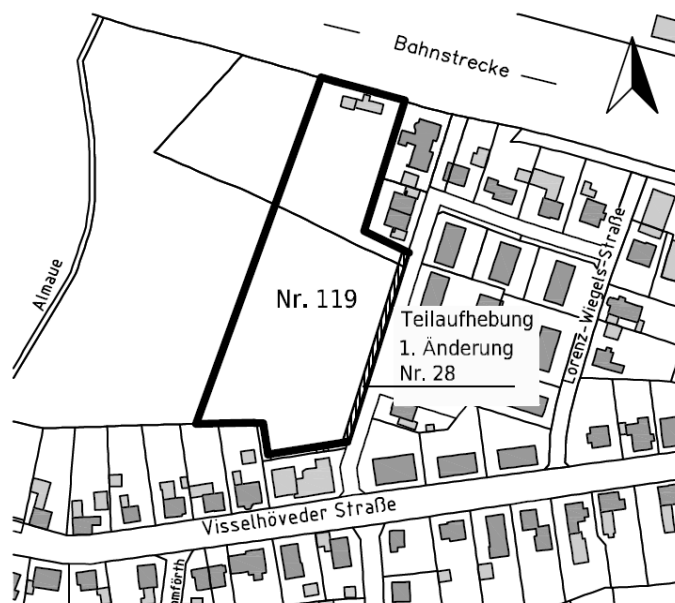 Bahnstrecke
Almaue
Lorenz-Wiegels-Straße
Nr. 119
Teilaufhebung
1. Änderung
Nr. 28
Visselhöveder Straße